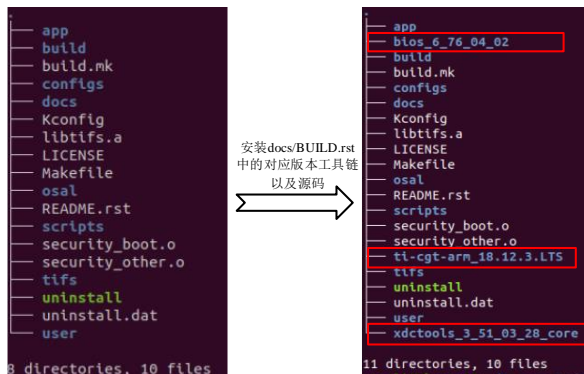 .
├── app
├── build
├── build.mk
├── configs
├── docs
├── Kconfig
├── libtifs.a
├── LICENSE
├── Makefile
├── osal
├── README.rst
├── scripts
├── security_boot.o
├── security_other.o
├── tifs
├── uninstall
├── uninstall.dat
└── user
8 directories, 10 files
安装docs/BUILD.rst
中的对应版本工具链
以及源码
.
├── app
├── bios_6_76_04_02
├── build
├── build.mk
├── configs
├── docs
├── Kconfig
├── libtifs.a
├── LICENSE
├── Makefile
├── osal
├── README.rst
├── scripts
├── security_boot.o
├── security_other.o
├── ti-cgt-arm_18.12.3.LTS
├── tifs
├── uninstall
├── uninstall.dat
├── user
└── xdctools_3_51_03_28_core
11 directories, 10 files